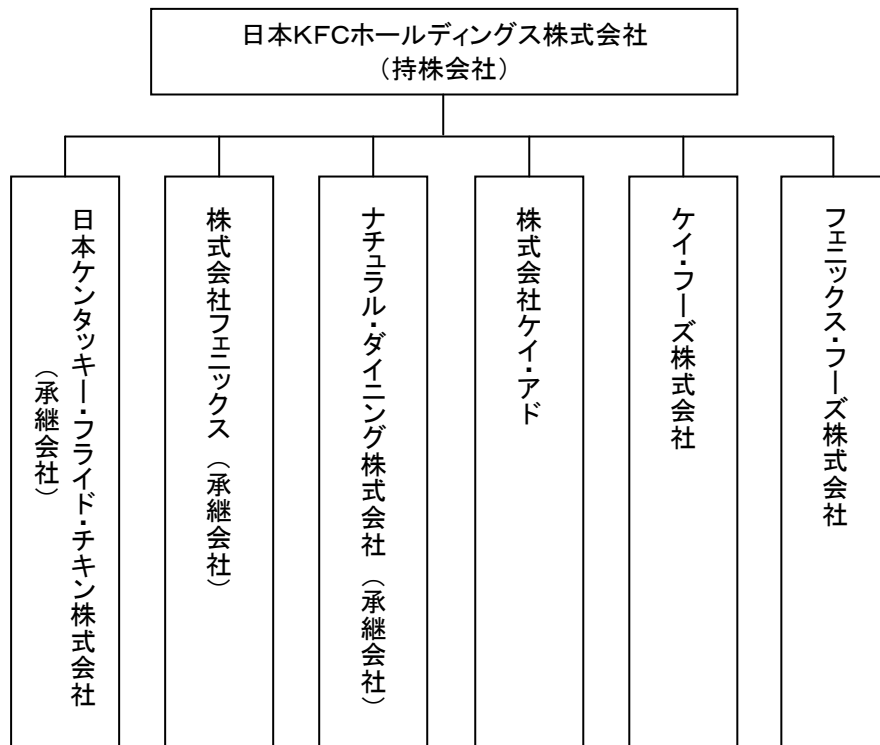 日本KFCホールディングス株式会社
（持株会社）
日本ケンタッキー・フライド・チキン株式会社
（承継会社）
株式会社フェニックス（承継会社）
ナチュラル・ダイニング株式会社（承継会社）
株式会社ケイ・アド
ケイ・フーズ株式会社
フェニックス・フーズ株式会社